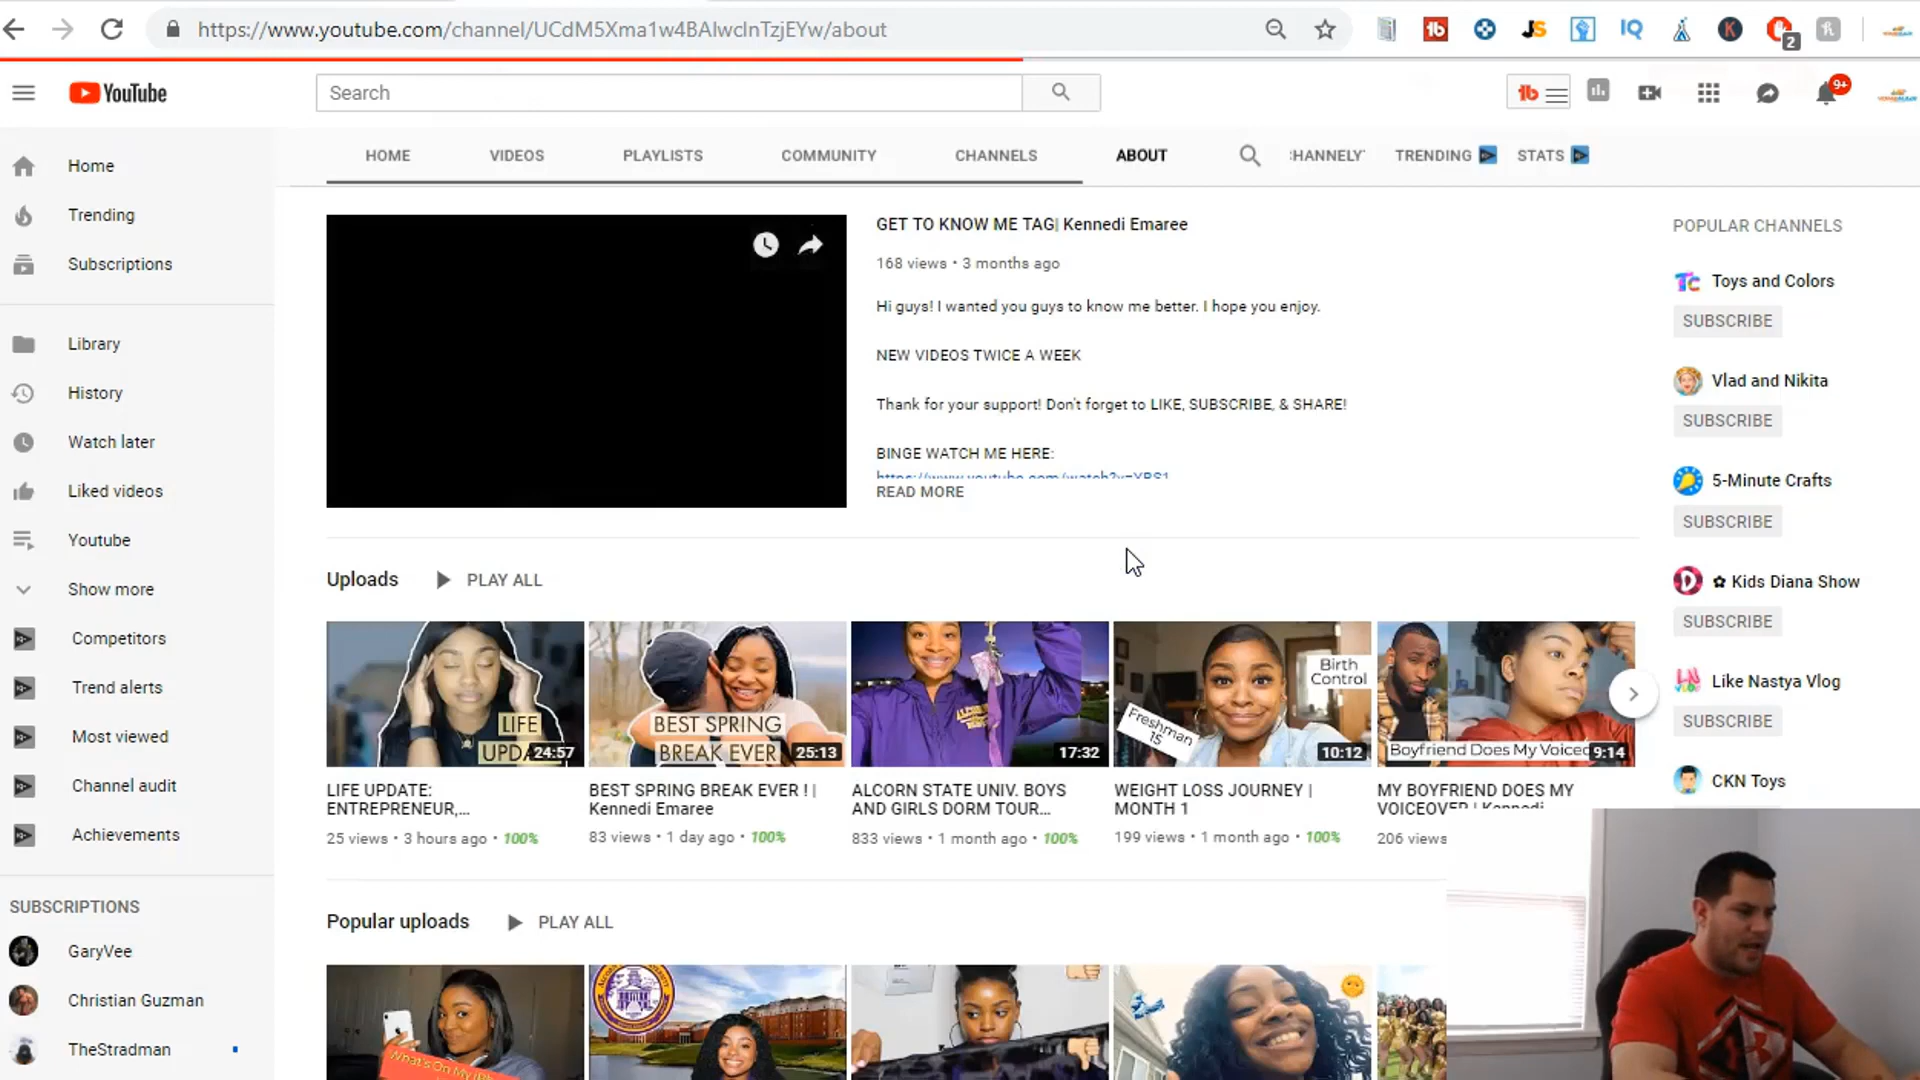 https://www.youtube.com/channel/UCdM5Xma1w4BAlwcInTzjEYw/about
2
YouTube
Search
9+
HOME
VIDEOS
PLAYLISTS
COMMUNITY
CHANNELS
ABOUT
TRENDING
STATS
Home
Trending
Subscriptions
Library
History
Watch later
Liked videos
Youtube
Show more
Competitors
Trend alerts
Most viewed
Channel audit
Achievements
SUBSCRIPTIONS
GaryVee
Christian Guzman
TheStradman
GET TO KNOW ME TAG| Kennedi Emaree
168 views • 3 months ago
Hi guys! I wanted you guys to know me better. I hope you enjoy.
NEW VIDEOS TWICE A WEEK
Thank for your support! Don't forget to LIKE, SUBSCRIBE, & SHARE!
BINGE WATCH ME HERE:
READ MORE
Uploads
PLAY ALL
LIFE
24:57
LIFE UPDATE:
ENTREPRENEUR,...
25 views • 3 hours ago • 100%
BEST SPRING
BREAK EVER
25:13
BEST SPRING BREAK EVER ! |
Kennedi Emaree
83 views • 1 day ago • 100%
17:32
ALCORN STATE UNIV. BOYS
AND GIRLS DORM TOUR...
833 views • 1 month ago • 100%
Birth
Control
Freshman
15
10:12
WEIGHT LOSS JOURNEY |
MONTH 1
199 views • 1 month ago • 100%
Boyfriend Does My
9:14
MY BOYFRIEND DOES MY
206 views
Popular uploads
PLAY ALL
What's On My
POPULAR CHANNELS
Toys and Colors
SUBSCRIBE
Vlad and Nikita
SUBSCRIBE
5-Minute Crafts
SUBSCRIBE
✿ Kids Diana Show
SUBSCRIBE
Like Nastya Vlog
SUBSCRIBE
CKN Toys